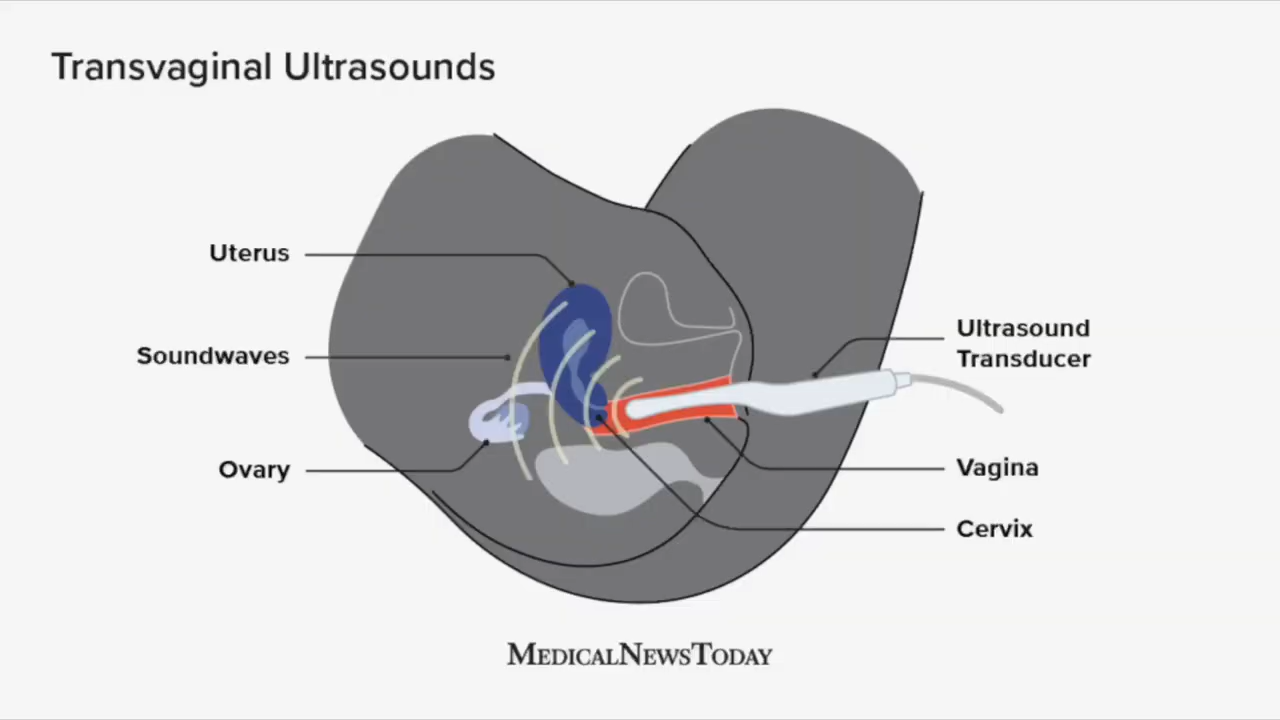 Transvaginal Ultrasounds
Uterus
Soundwaves
Ovary
Ultrasound
Transducer
Vagina
Cervix
MEDICALNEWSTODAY